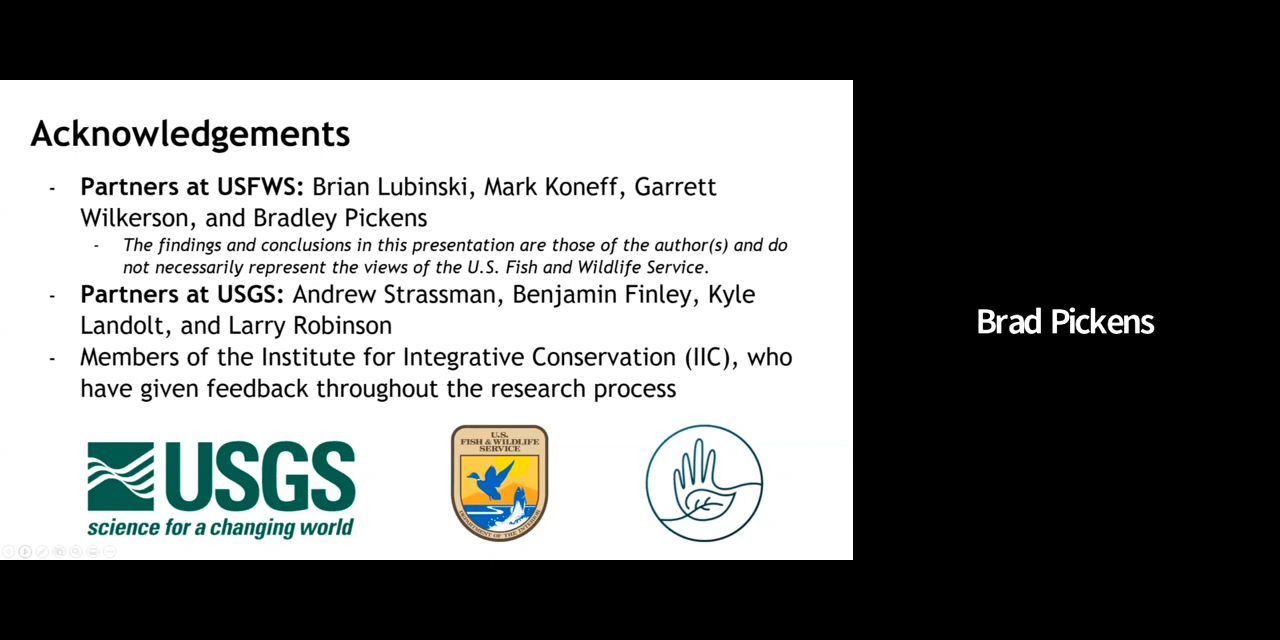 Acknowledgements
- Partners at USFWS: Brian Lubinski, Mark Koneff, Garrett
Wilkerson, and Bradley Pickens
- The findings and conclusions in this presentation are those of the author(s) and do
not necessarily represent the views of the U.S. Fish and Wildlife Service.
- Partners at USGS: Andrew Strassman, Benjamin Finley, Kyle
Landolt, and Larry Robinson
- Members of the Institute for Integrative Conservation (IIC), who
have given feedback throughout the research process
USGS
science for a changing world
U.S.
FISH & WILDLIFE
SERVICE
DEPARTMENT OF THE INTERIOR
Brad Pickens